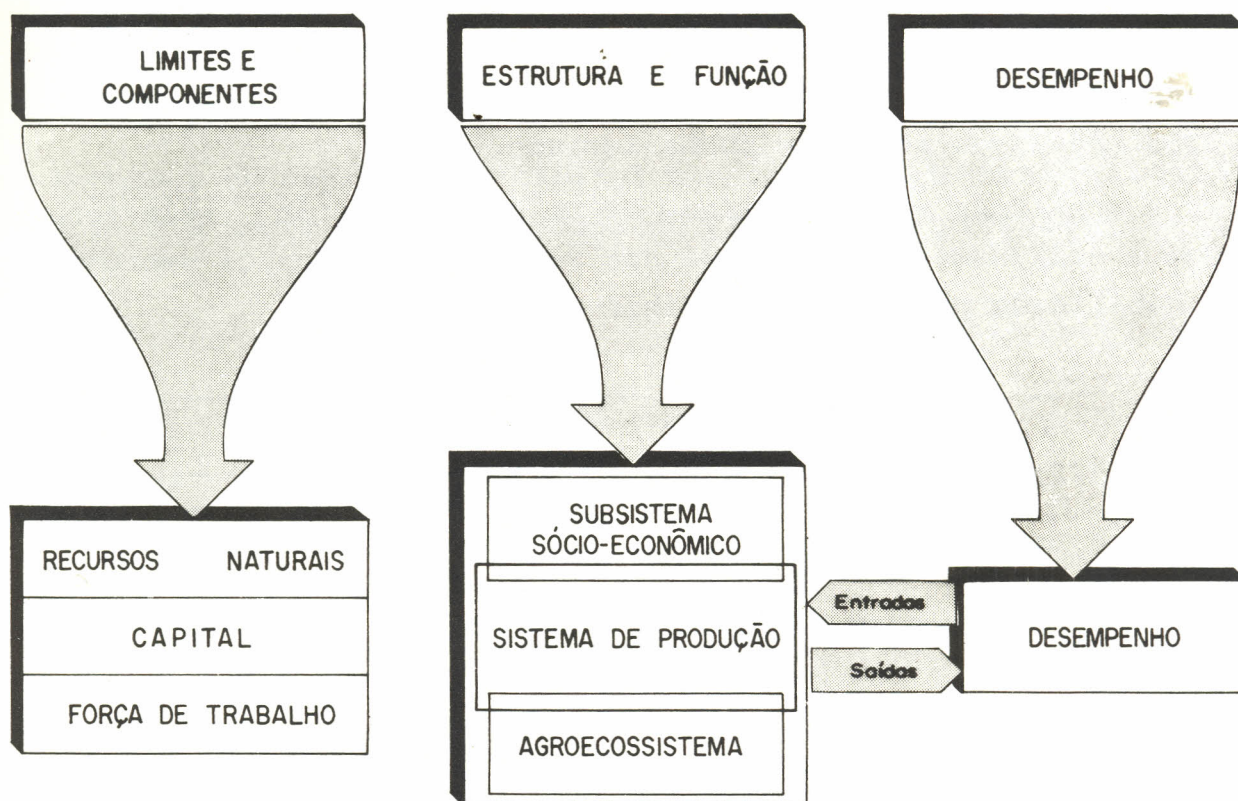 LIMITES E
COMPONENTES
ESTRUTURA E FUNÇÃO
DESEMPENHO
RECURSOS NATURAIS
CAPITAL
FORÇA DE TRABALHO
SUBSISTEMA
SÓCIO-ECONÔMICO
SISTEMA DE PRODUÇÃO
AGROECOSSISTEMA
Entradas
Saídas
DESEMPENHO